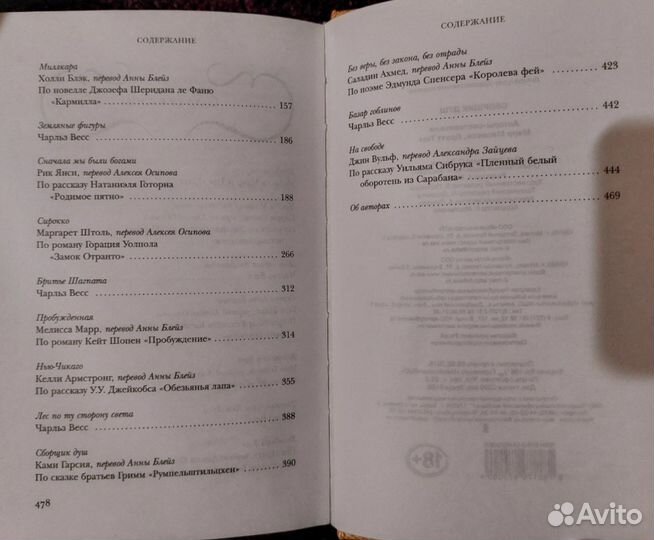 СОДЕРЖАНИЕ
Миллкара
Холли Блэк, перевод Анны Блейз
По новелле Джозефа Шеридана ле Фаню
«Кармилла» 157
Земляные фигуры
Чарльз Весс 186
Сначала мы были богами
Рик Янси, перевод Алексея Осипова
По рассказу Натаниэля Готорна
«Родимое пятно» 188
Сирокко
Маргарет Штоль, перевод Алексея Осипова
По роману Горация Уолпола
«Замок Отранто» 266
Бритье Шагпата
Чарльз Весс 312
Пробужденная
Мелисса Марр, перевод Анны Блейз
По роману Кейт Шопен «Пробуждение» 314
Нью-Чикаго
Келли Армстронг, перевод Анны Блейз
По рассказу У.У. Джейкобса «Обезьянья лапа» 355
Лес по ту сторону света
Чарльз Весс 388
Сборщик душ
Ками Гарсия, перевод Анны Блейз
По сказке братьев Гримм «Румпельштильцхен» 390
478
СОДЕРЖАНИЕ
Без веры, без закона, без отрады
Саладин Ахмед, перевод Анны Блейз
По поэме Эдмунда Спенсера «Королева фей» 423
Базар гоблинов
Чарльз Весс 442
На свободе
Джин Вульф, перевод Александра Зайцева
По рассказу Уильяма Сибрука «Пленный белый
оборотень из Сарабана» 444
Об авторах 469
18+
Avito